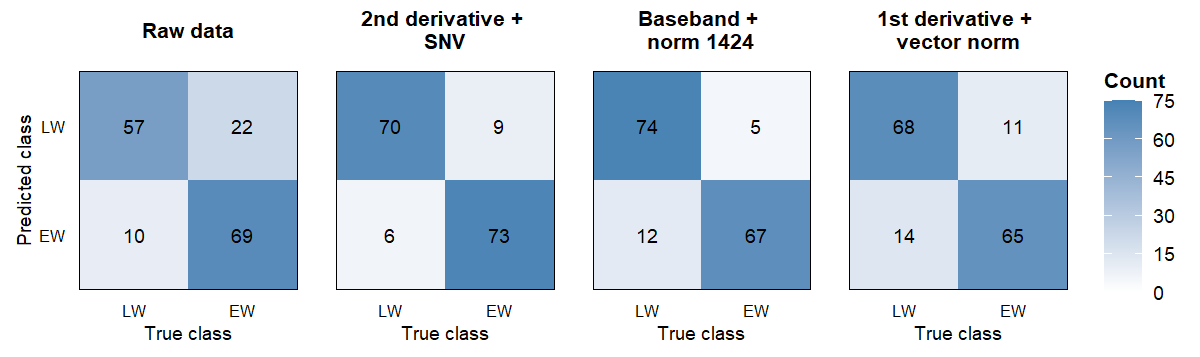 Raw data
2nd derivative +
SNV
Baseband +
norm 1424
1st derivative +
vector norm
Predicted class
LW
EW
57 22
10 69
LW EW
True class
70 9
6 73
LW EW
True class
74 5
12 67
LW EW
True class
68 11
14 65
LW EW
True class
Count
75
60
45
30
15
0